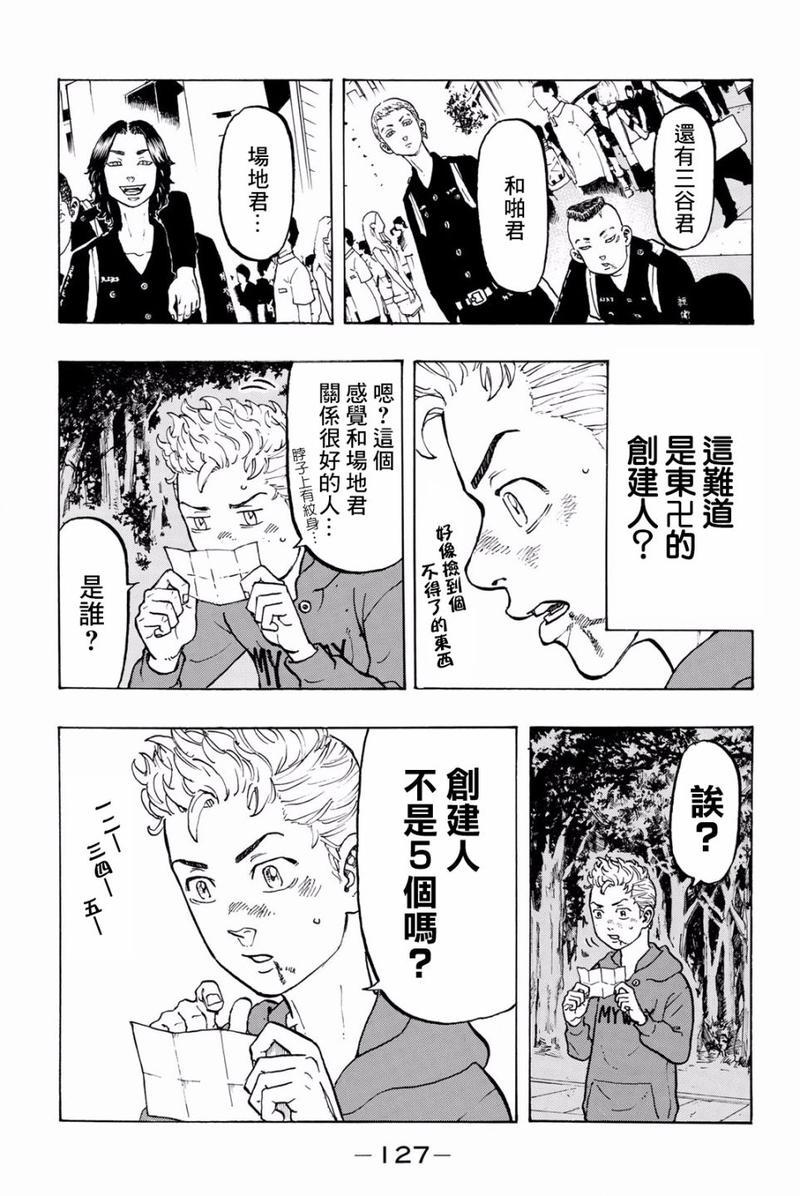 還有三谷君
和啪君
場地君…
這難道
是東卍的
創建人？
好像撿到個
不得了的東西
嗯？這個
感覺和場地君
關係很好的人…
脖子上有紋身…
是誰？
MY W
誒？
MY W
創建人
不是5個嗎？
一二—
三四—
五—
—127—